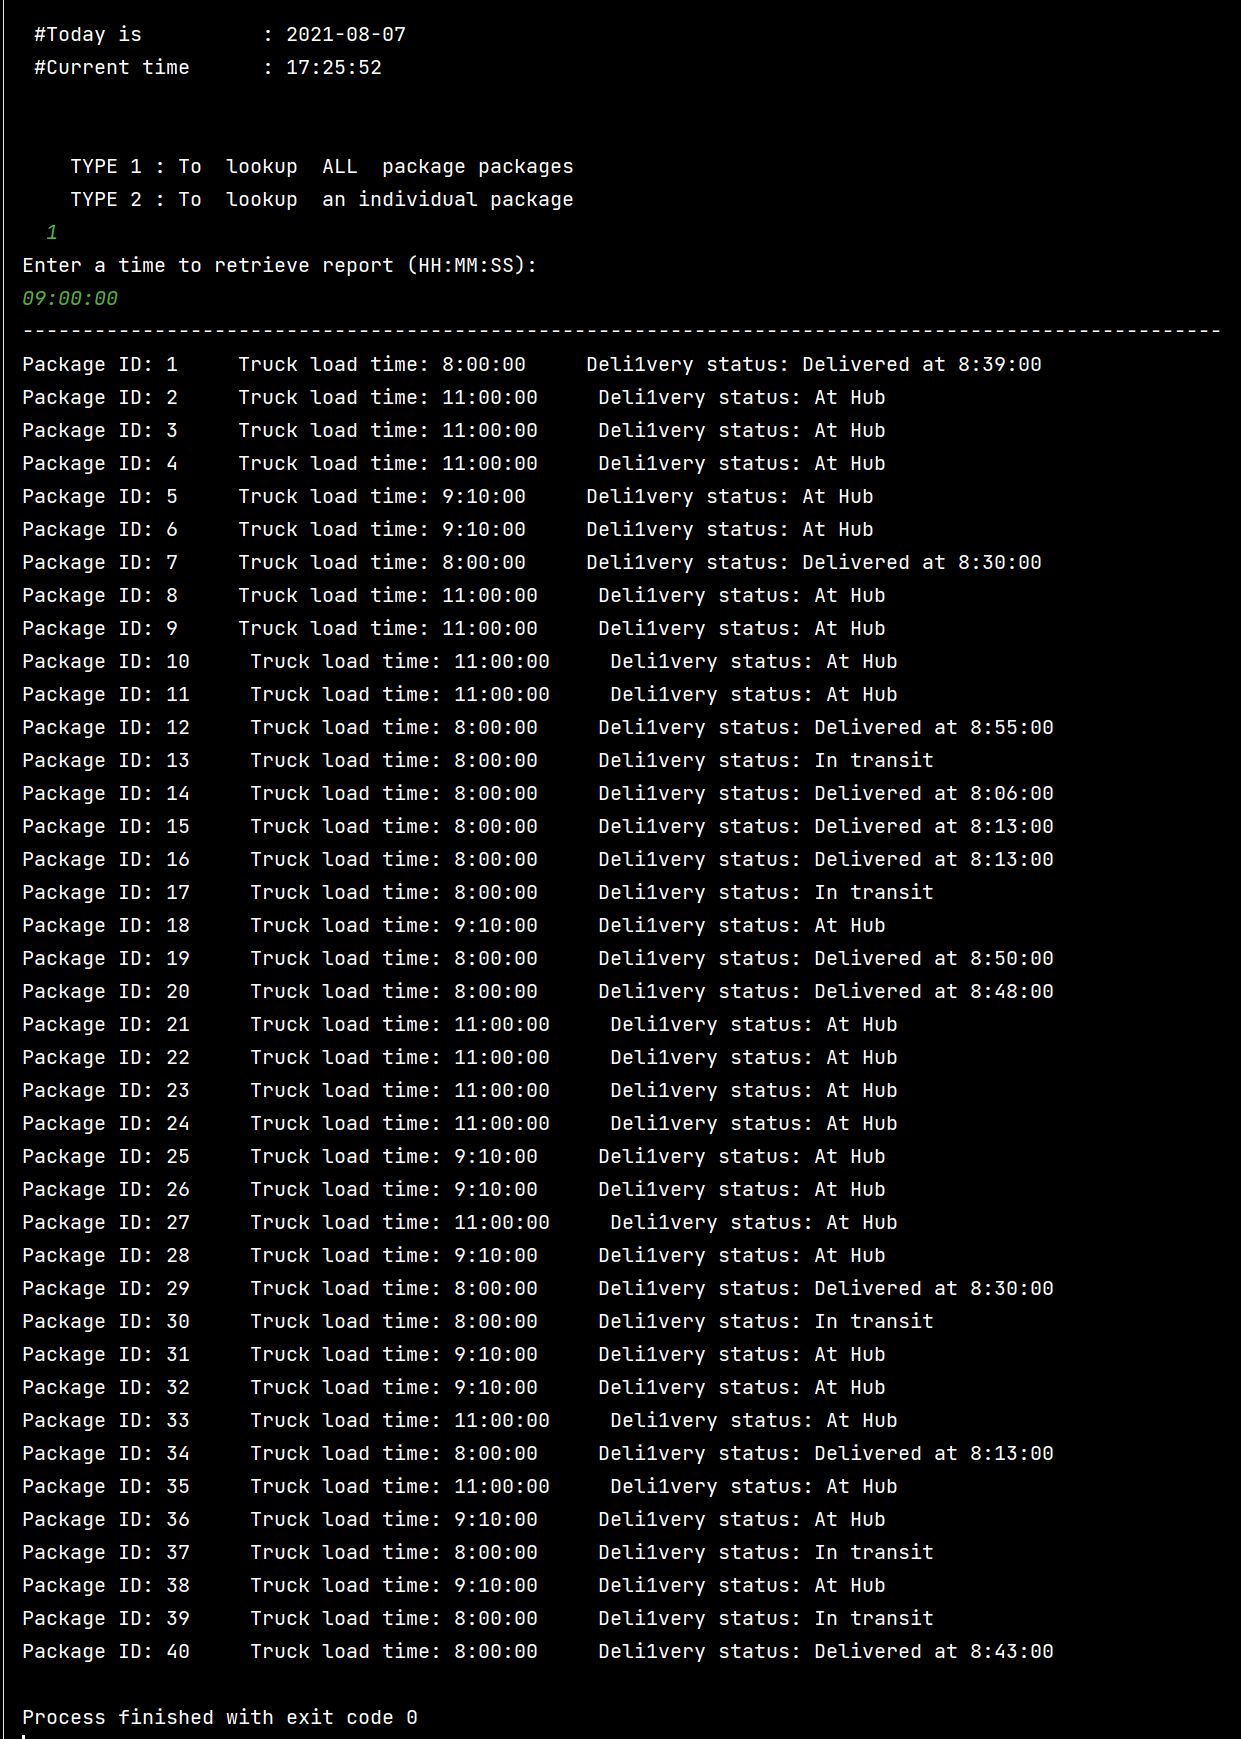 #Today is          : 2021-08-07
#Current time      : 17:25:52
TYPE 1 : To  lookup  ALL  package packages
TYPE 2 : To  lookup  an individual package
1
Enter a time to retrieve report (HH:MM:SS):
09:00:00
----------------------------------------------------------------------------------------------------
Package ID: 1     Truck load time: 8:00:00     Deli1very status: Delivered at 8:39:00
Package ID: 2     Truck load time: 11:00:00     Deli1very status: At Hub
Package ID: 3     Truck load time: 11:00:00     Deli1very status: At Hub
Package ID: 4     Truck load time: 11:00:00     Deli1very status: At Hub
Package ID: 5     Truck load time: 9:10:00     Deli1very status: At Hub
Package ID: 6     Truck load time: 9:10:00     Deli1very status: At Hub
Package ID: 7     Truck load time: 8:00:00     Deli1very status: Delivered at 8:30:00
Package ID: 8     Truck load time: 11:00:00     Deli1very status: At Hub
Package ID: 9     Truck load time: 11:00:00     Deli1very status: At Hub
Package ID: 10     Truck load time: 11:00:00     Deli1very status: At Hub
Package ID: 11     Truck load time: 11:00:00     Deli1very status: At Hub
Package ID: 12     Truck load time: 8:00:00     Deli1very status: Delivered at 8:55:00
Package ID: 13     Truck load time: 8:00:00     Deli1very status: In transit
Package ID: 14     Truck load time: 8:00:00     Deli1very status: Delivered at 8:06:00
Package ID: 15     Truck load time: 8:00:00     Deli1very status: Delivered at 8:13:00
Package ID: 16     Truck load time: 8:00:00     Deli1very status: Delivered at 8:13:00
Package ID: 17     Truck load time: 8:00:00     Deli1very status: In transit
Package ID: 18     Truck load time: 9:10:00     Deli1very status: At Hub
Package ID: 19     Truck load time: 8:00:00     Deli1very status: Delivered at 8:50:00
Package ID: 20     Truck load time: 8:00:00     Deli1very status: Delivered at 8:48:00
Package ID: 21     Truck load time: 11:00:00     Deli1very status: At Hub
Package ID: 22     Truck load time: 11:00:00     Deli1very status: At Hub
Package ID: 23     Truck load time: 11:00:00     Deli1very status: At Hub
Package ID: 24     Truck load time: 11:00:00     Deli1very status: At Hub
Package ID: 25     Truck load time: 9:10:00     Deli1very status: At Hub
Package ID: 26     Truck load time: 9:10:00     Deli1very status: At Hub
Package ID: 27     Truck load time: 11:00:00     Deli1very status: At Hub
Package ID: 28     Truck load time: 9:10:00     Deli1very status: At Hub
Package ID: 29     Truck load time: 8:00:00     Deli1very status: Delivered at 8:30:00
Package ID: 30     Truck load time: 8:00:00     Deli1very status: In transit
Package ID: 31     Truck load time: 9:10:00     Deli1very status: At Hub
Package ID: 32     Truck load time: 9:10:00     Deli1very status: At Hub
Package ID: 33     Truck load time: 11:00:00     Deli1very status: At Hub
Package ID: 34     Truck load time: 8:00:00     Deli1very status: Delivered at 8:13:00
Package ID: 35     Truck load time: 11:00:00     Deli1very status: At Hub
Package ID: 36     Truck load time: 9:10:00     Deli1very status: At Hub
Package ID: 37     Truck load time: 8:00:00     Deli1very status: In transit
Package ID: 38     Truck load time: 9:10:00     Deli1very status: At Hub
Package ID: 39     Truck load time: 8:00:00     Deli1very status: In transit
Package ID: 40     Truck load time: 8:00:00     Deli1very status: Delivered at 8:43:00
Process finished with exit code 0